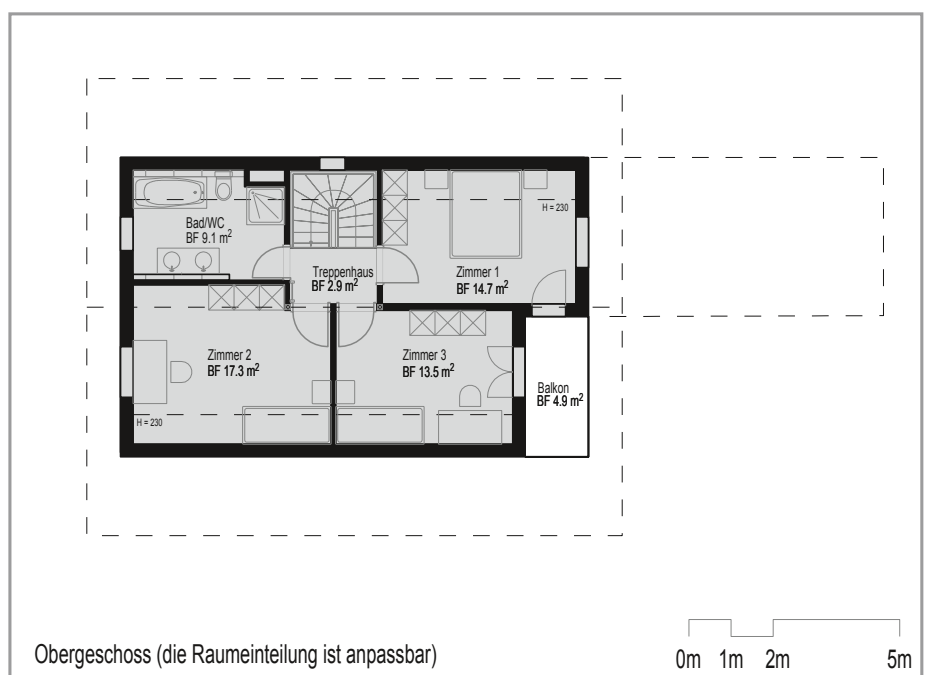 Bad/WC
BF 9.1 m²
H = 230
Treppenhaus
BF 2.9 m²
Zimmer 1
BF 14.7 m²
Zimmer 2
BF 17.3 m²
Zimmer 3
BF 13.5 m²
Balkon
BF 4.9 m²
H = 230
Obergeschoss (die Raumeinteilung ist anpassbar)
0m 1m 2m 5m